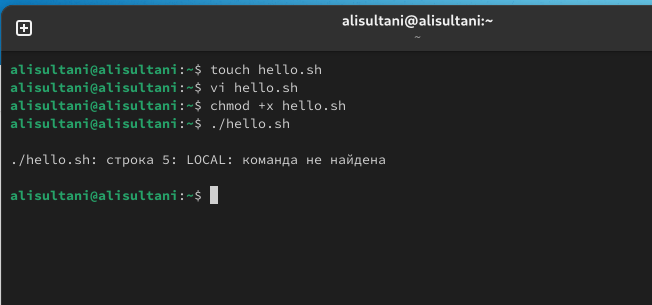 alisultani@alisultani:~
~
alisultani@alisultani:~$ touch hello.sh
alisultani@alisultani:~$ vi hello.sh
alisultani@alisultani:~$ chmod +x hello.sh
alisultani@alisultani:~$ ./hello.sh
./hello.sh: строка 5: LOCAL: команда не найдена
alisultani@alisultani:~$